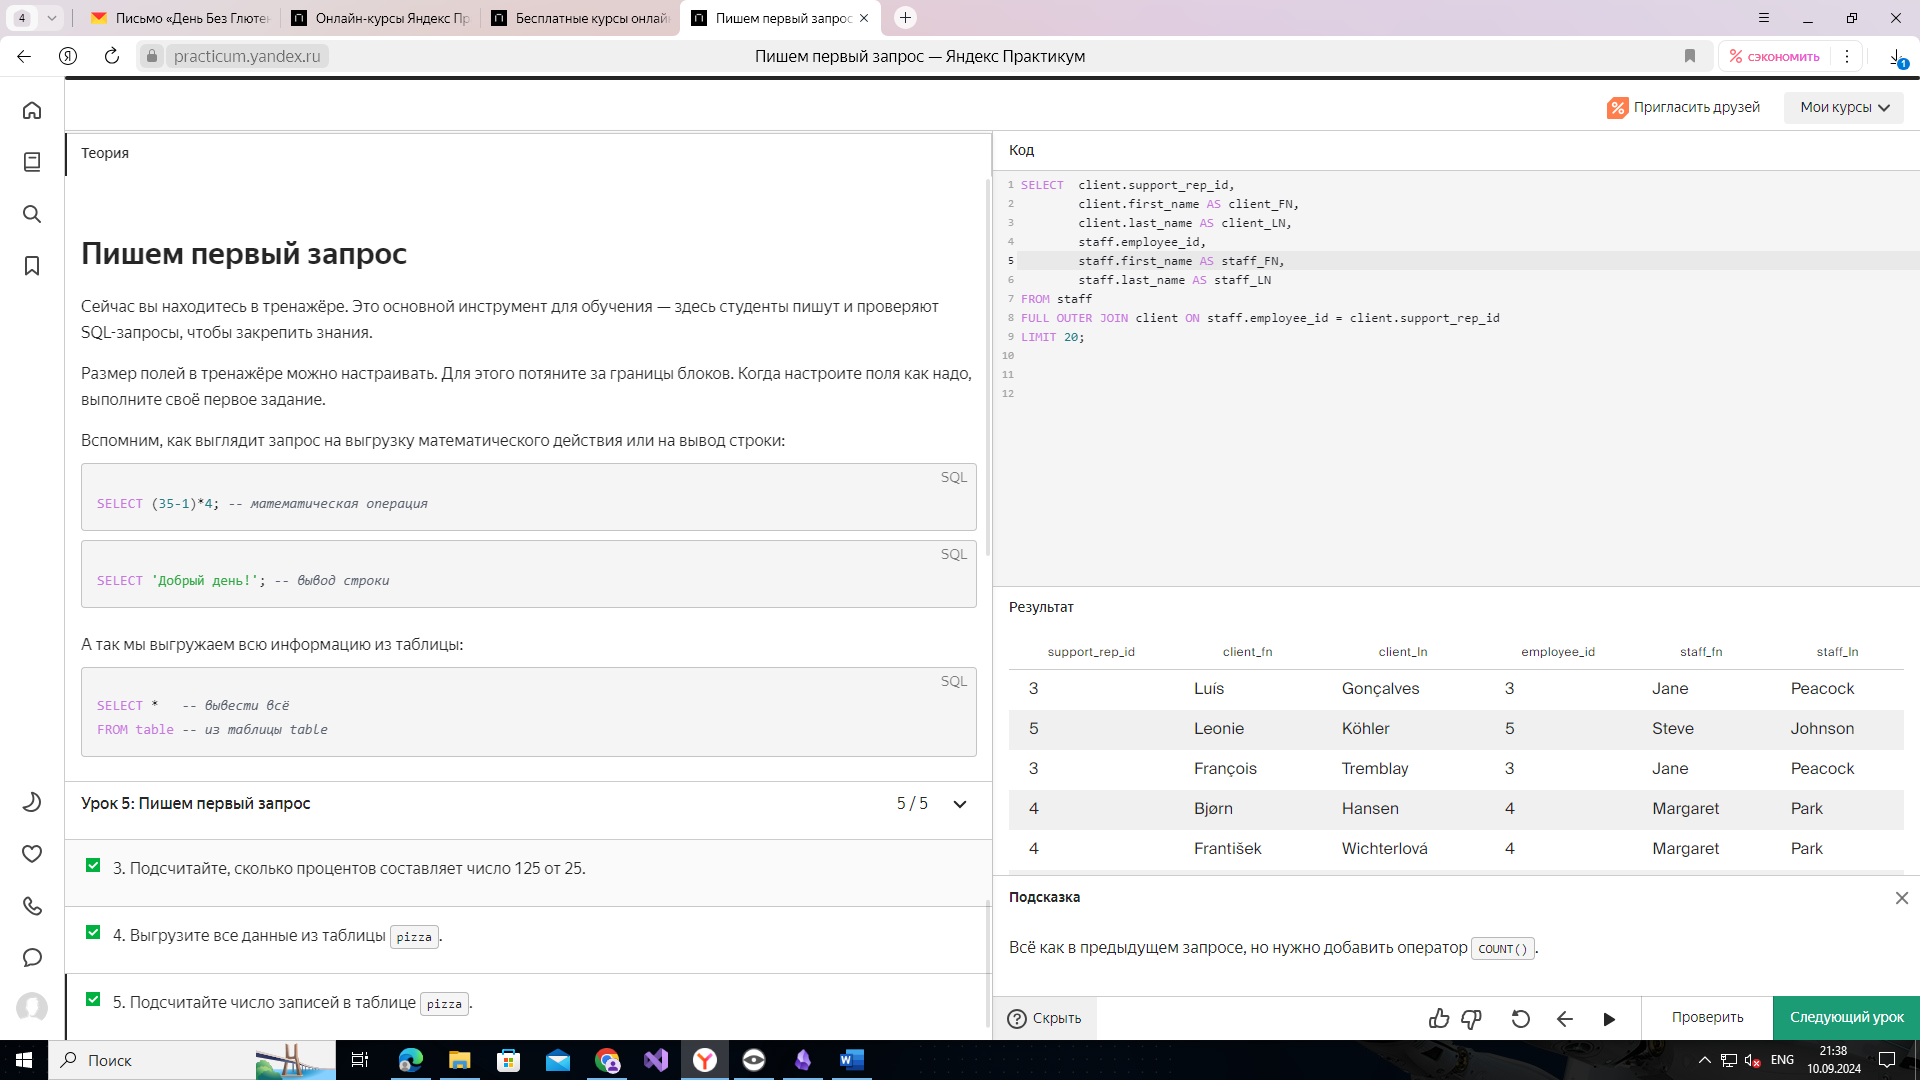 4
Письмо «День Без Глютен
Онлайн-курсы Яндекс Пр
Бесплатные курсы онлай
Пишем первый запрос
practicum.yandex.ru
Пишем первый запрос — Яндекс Практикум
сэкономить
1
Пригласить друзей
Мои курсы
Теория
Пишем первый запрос
Сейчас вы находитесь в тренажёре. Это основной инструмент для обучения — здесь студенты пишут и проверяют
SQL-запросы, чтобы закрепить знания.
Размер полей в тренажёре можно настраивать. Для этого потяните за границы блоков. Когда настроите поля как надо,
выполните своё первое задание.
Вспомним, как выглядит запрос на выгрузку математического действия или на вывод строки:
SQL
SELECT (35-1)*4; -- математическая операция
SQL
SELECT 'Добрый день!'; -- вывод строки
А так мы выгружаем всю информацию из таблицы:
SQL
SELECT * -- вывести всё
FROM table -- из таблицы table
Урок 5: Пишем первый запрос
5 / 5
3. Подсчитайте, сколько процентов составляет число 125 от 25.
4. Выгрузите все данные из таблицы pizza.
5. Подсчитайте число записей в таблице pizza.
Код
1 SELECT client.support_rep_id,
2 client.first_name AS client_FN,
3 client.last_name AS client_LN,
4 staff.employee_id,
5 staff.first_name AS staff_FN,
6 staff.last_name AS staff_LN
7 FROM staff
8 FULL OUTER JOIN client ON staff.employee_id = client.support_rep_id
9 LIMIT 20;
10
11
12
Результат
support_rep_id client_fn client_ln employee_id staff_fn staff_ln
3 Luís Gonçalves 3 Jane Peacock
5 Leonie Köhler 5 Steve Johnson
3 François Tremblay 3 Jane Peacock
4 Bjørn Hansen 4 Margaret Park
4 František Wichterlová 4 Margaret Park
Подсказка
Всё как в предыдущем запросе, но нужно добавить оператор COUNT().
Скрыть
Проверить
Следующий урок
Поиск
ENG
21:38
10.09.2024